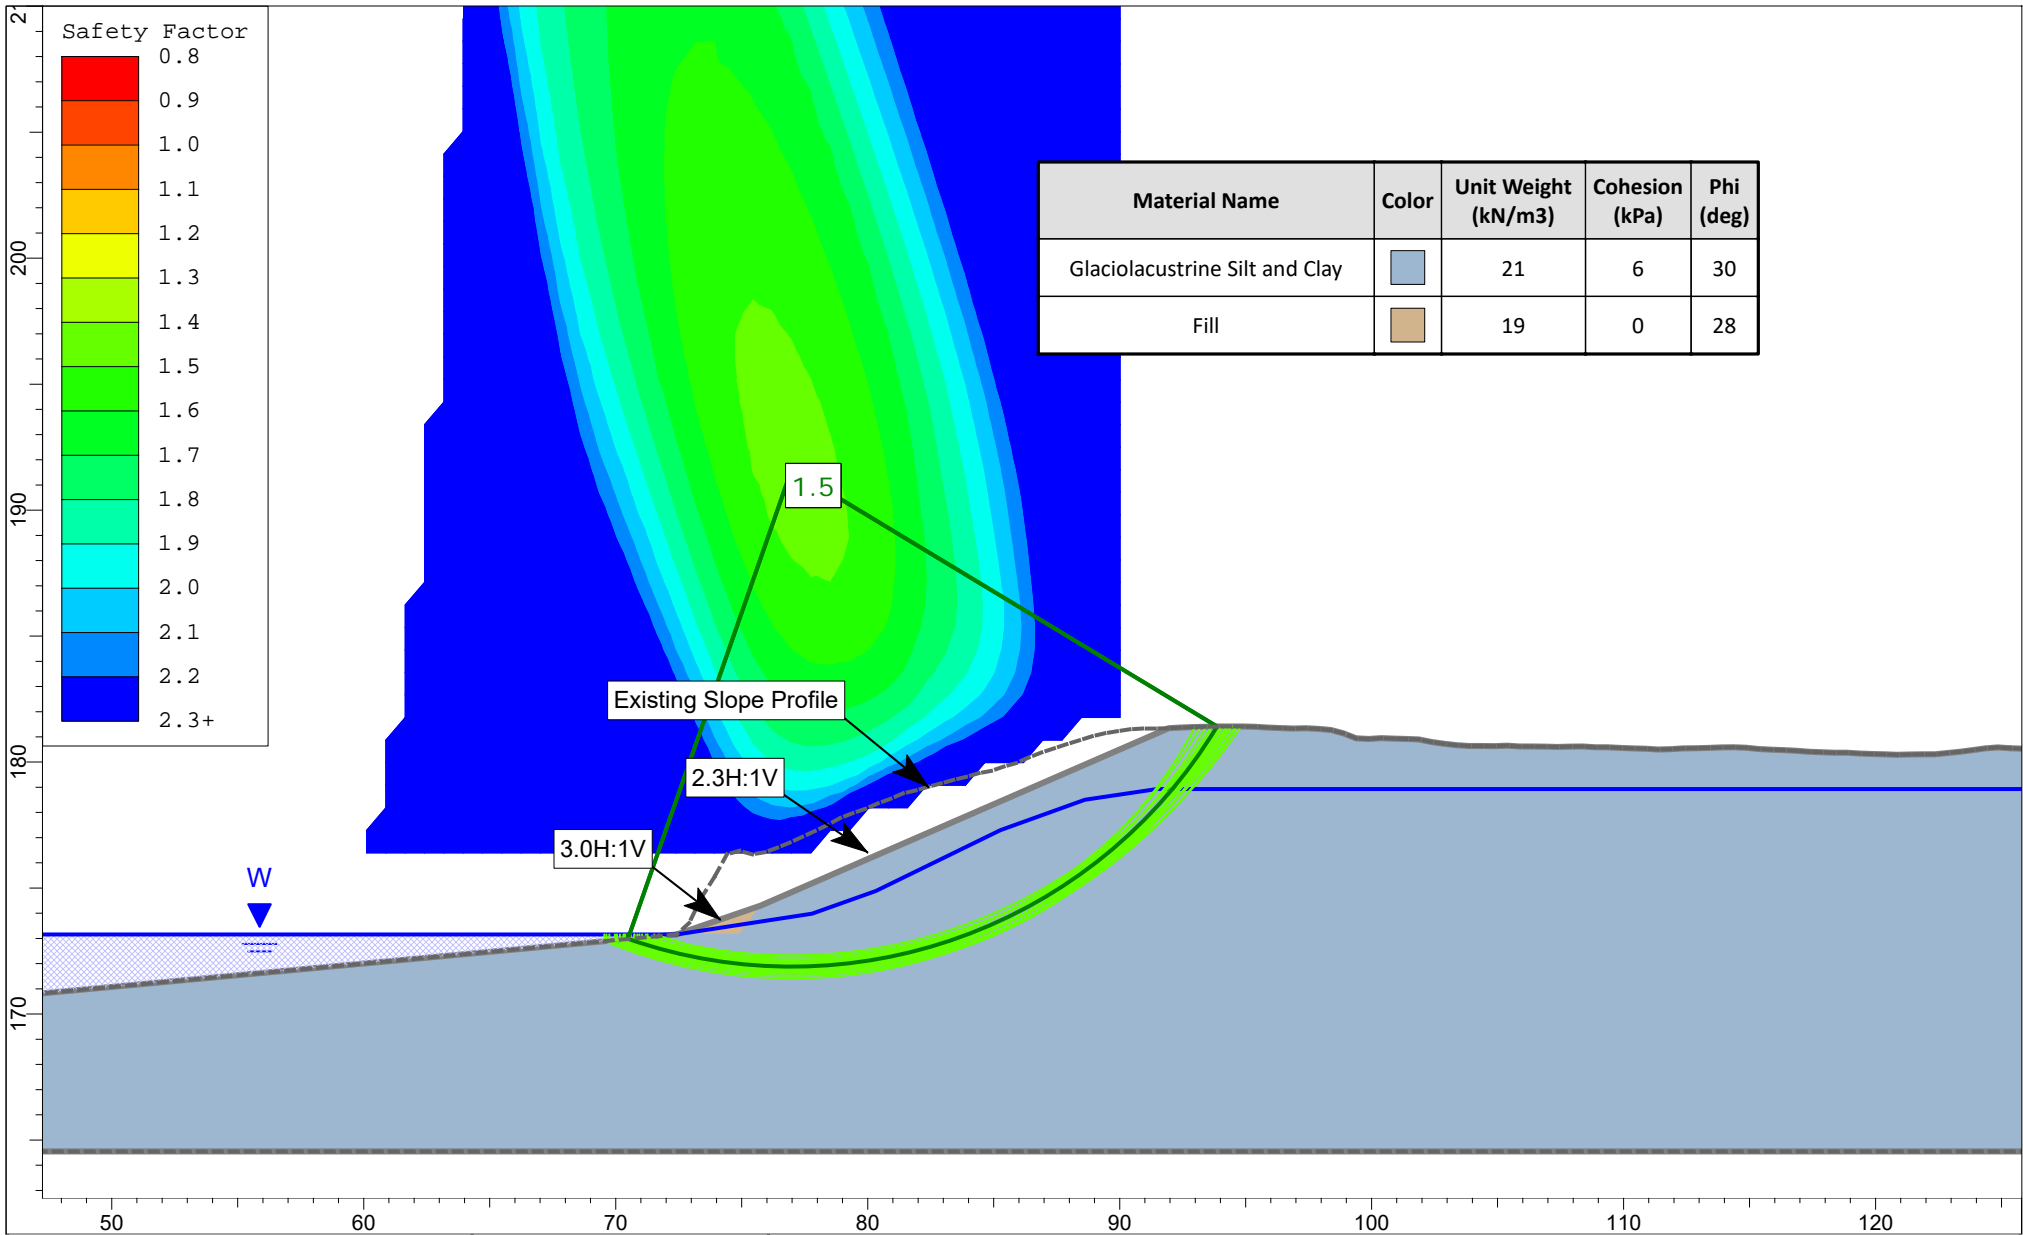 Safety Factor
0.8
0.9
1.0
1.1
1.2
1.3
1.4
1.5
1.6
1.7
1.8
1.9
2.0
2.1
2.2
2.3+
Material Name Color Unit Weight (kN/m3) Cohesion (kPa) Phi (deg)
Glaciolacustrine Silt and Clay 21 6 30
Fill 19 0 28
1.5
Existing Slope Profile
2.3H:1V
3.0H:1V
W
200
190
180
170
50 60 70 80 90 100 110 120